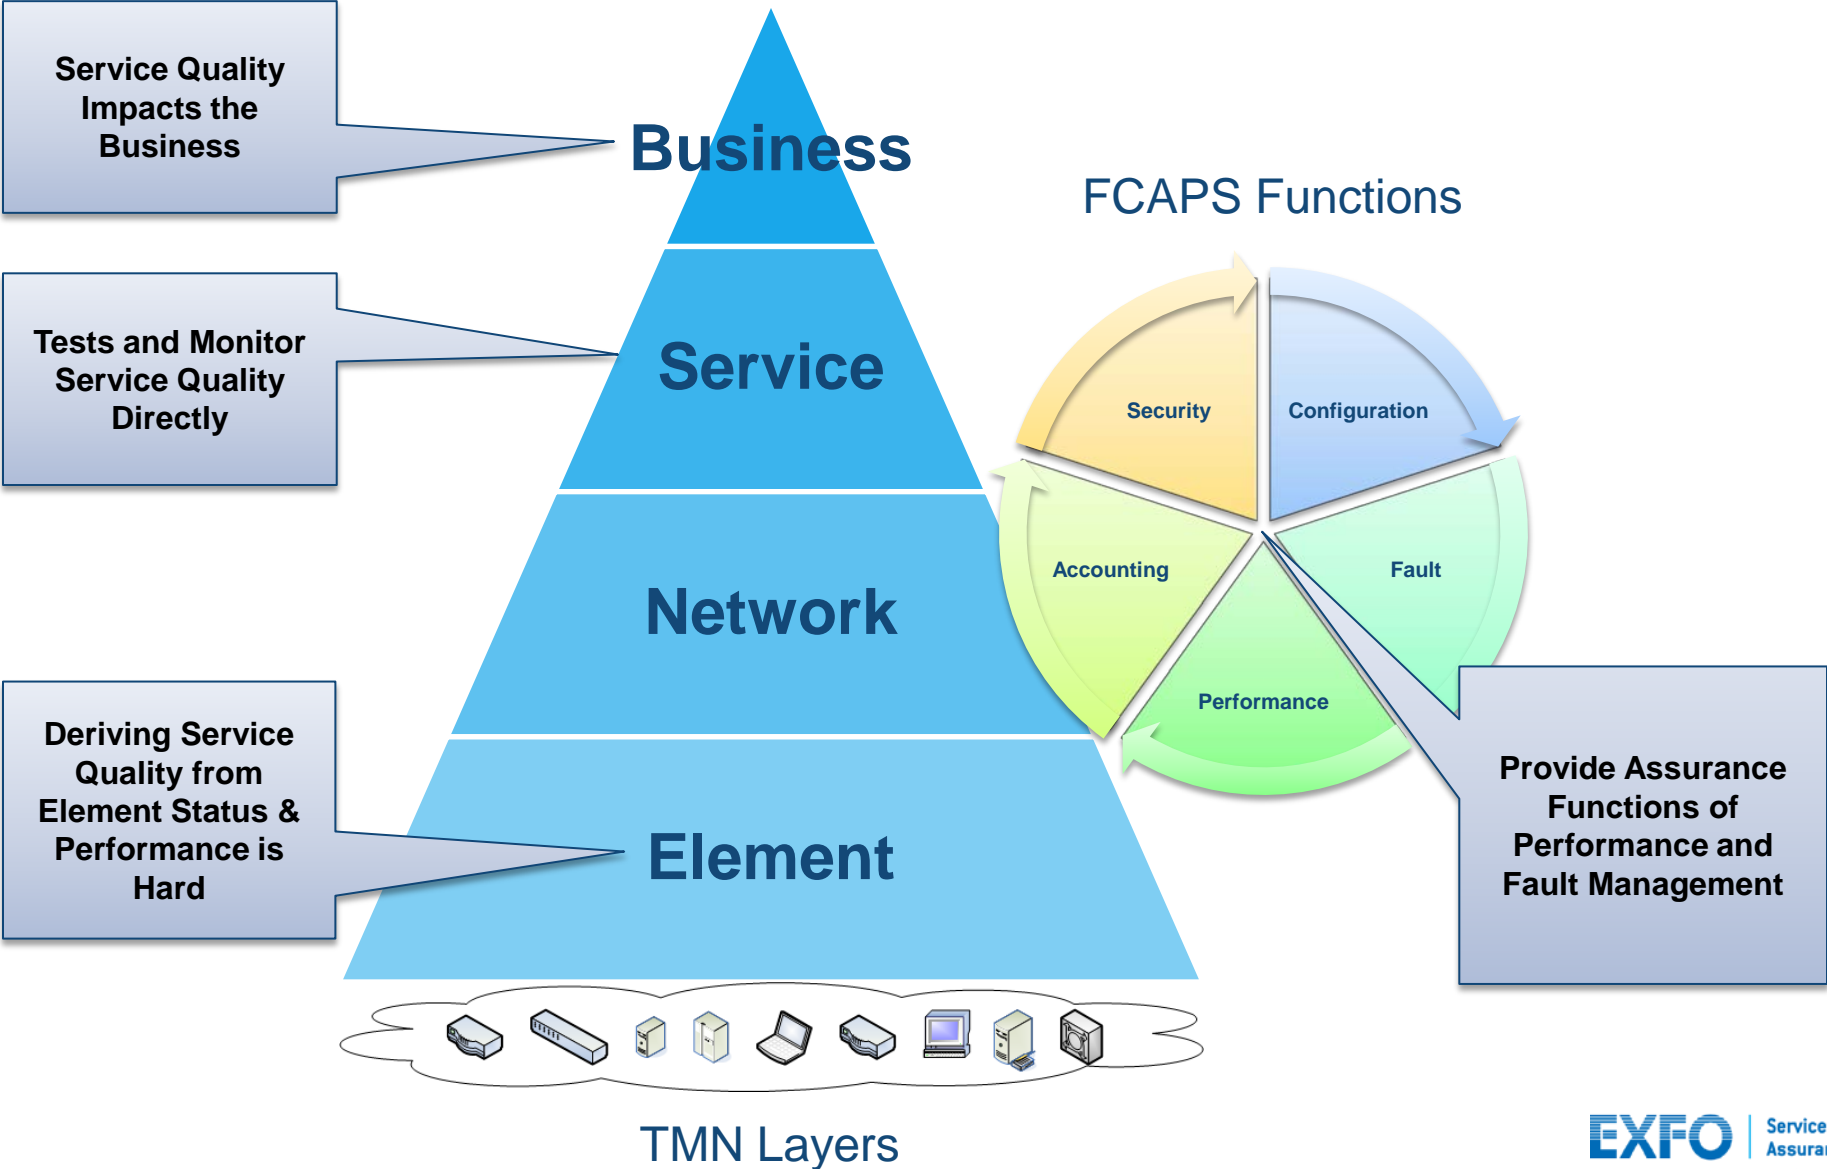 Service Quality
Impacts the
Business
Business
FCAPS Functions
Tests and Monitor
Service Quality
Directly
Service
Security
Configuration
Accounting
Fault
Network
Performance
Deriving Service
Quality from
Element Status &
Performance is
Hard
Element
Provide Assurance
Functions of
Performance and
Fault Management
TMN Layers
EXFO
Service